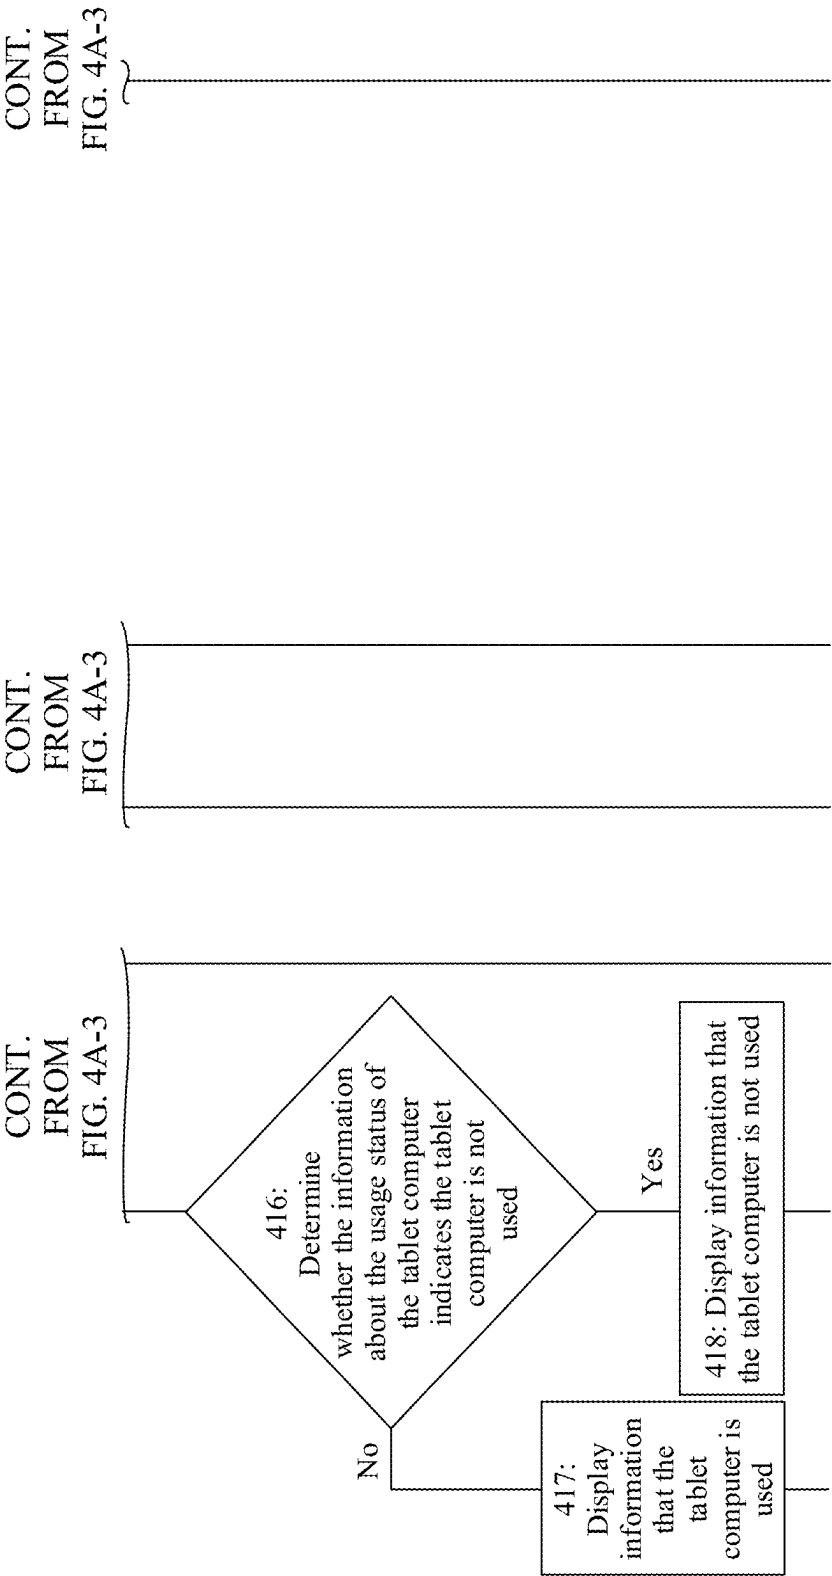 CONT.
FROM
FIG. 4A-3
CONT.
FROM
FIG. 4A-3
CONT.
FROM
FIG. 4A-3
416:
Determine
whether the information
about the usage status of
the tablet computer
indicates the tablet
computer is not
used
No
Yes
417:
Display
information
that the
tablet
computer is
used
418: Display information that
the tablet computer is not used